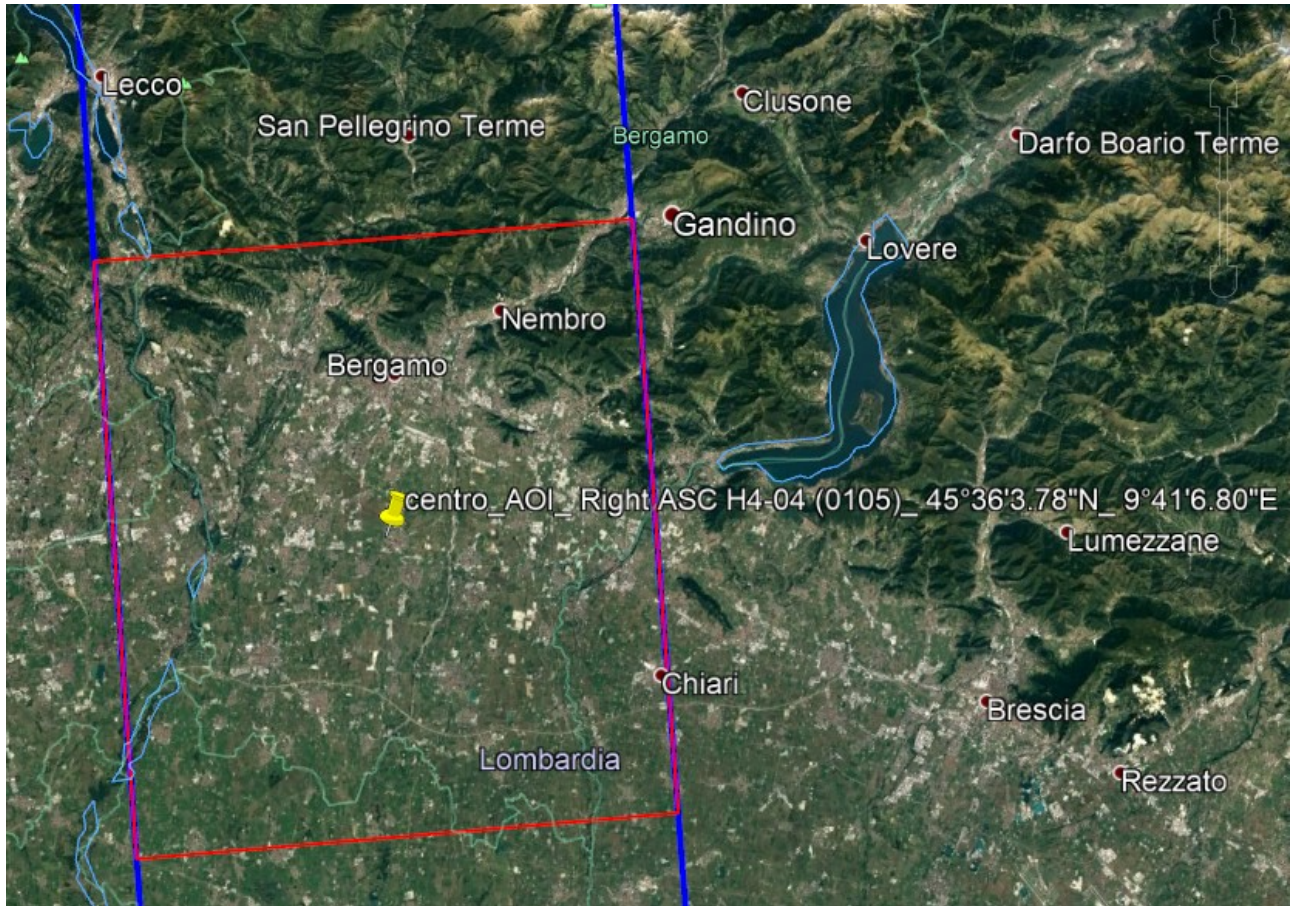 Lecco
Clusone
San Pellegrino Terme
Bergamo
Darfo Boario Terme
Gandino
Lovere
Nembro
Bergamo
centro_AOI_ Right ASC H4-04 (0105)_ 45°36'3.78"N_ 9°41'6.80"E
Lumezzane
Chiari
Brescia
Lombardia
Rezzato